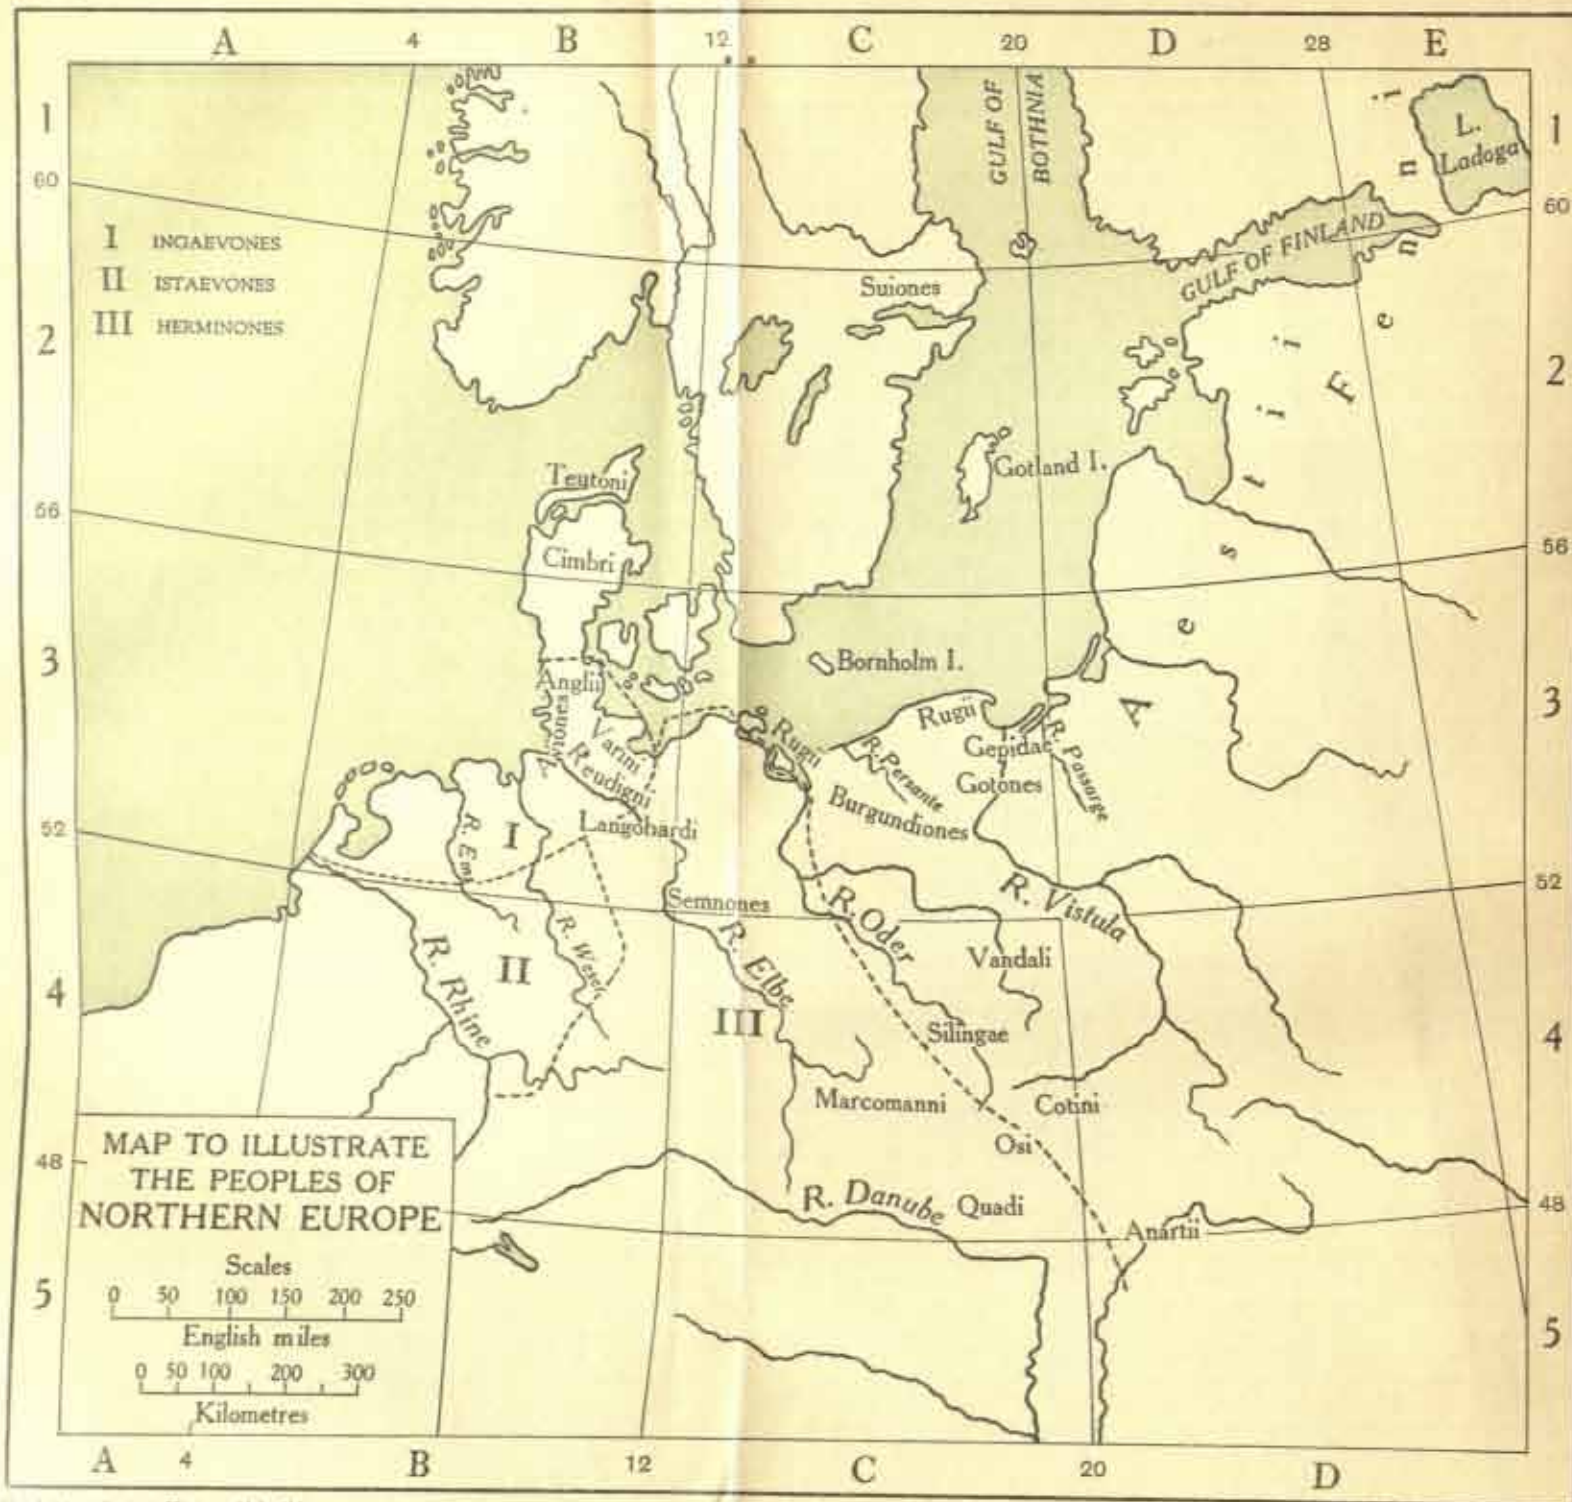 A 4 B 12 C 20 D 28 E
1 1
GULF OF
BOTHNIA
L.
Ladoga
60 60
I INGAEVONES
II ISTAEVONES
III HERMINONES
GULF OF FINLAND
Suiones
Fenni
2 2
Aestii
Teutoni
Gotland I.
56 56
Cimbri
3 3
Bornholm I.
Anglii
viones
Varini
Reudigni
Rugii
Rugii
R. Persante
Gepidae
Gotones
R. Passarge
Burgundiones
Langobardi
52 52
I
R. Ems
Semnones
R. Oder
R. Vistula
R. Weser
R. Elbe
Vandali
R. Rhine
II
III
4 4
Silingae
Marcomanni
Cotini
Osi
48 48
R. Danube
Quadi
Anartii
MAP TO ILLUSTRATE
THE PEOPLES OF
NORTHERN EUROPE
Scales
0 50 100 150 200 250
English miles
0 50 100 200 300
Kilometres
5 5
A 4 B 12 C 20 D